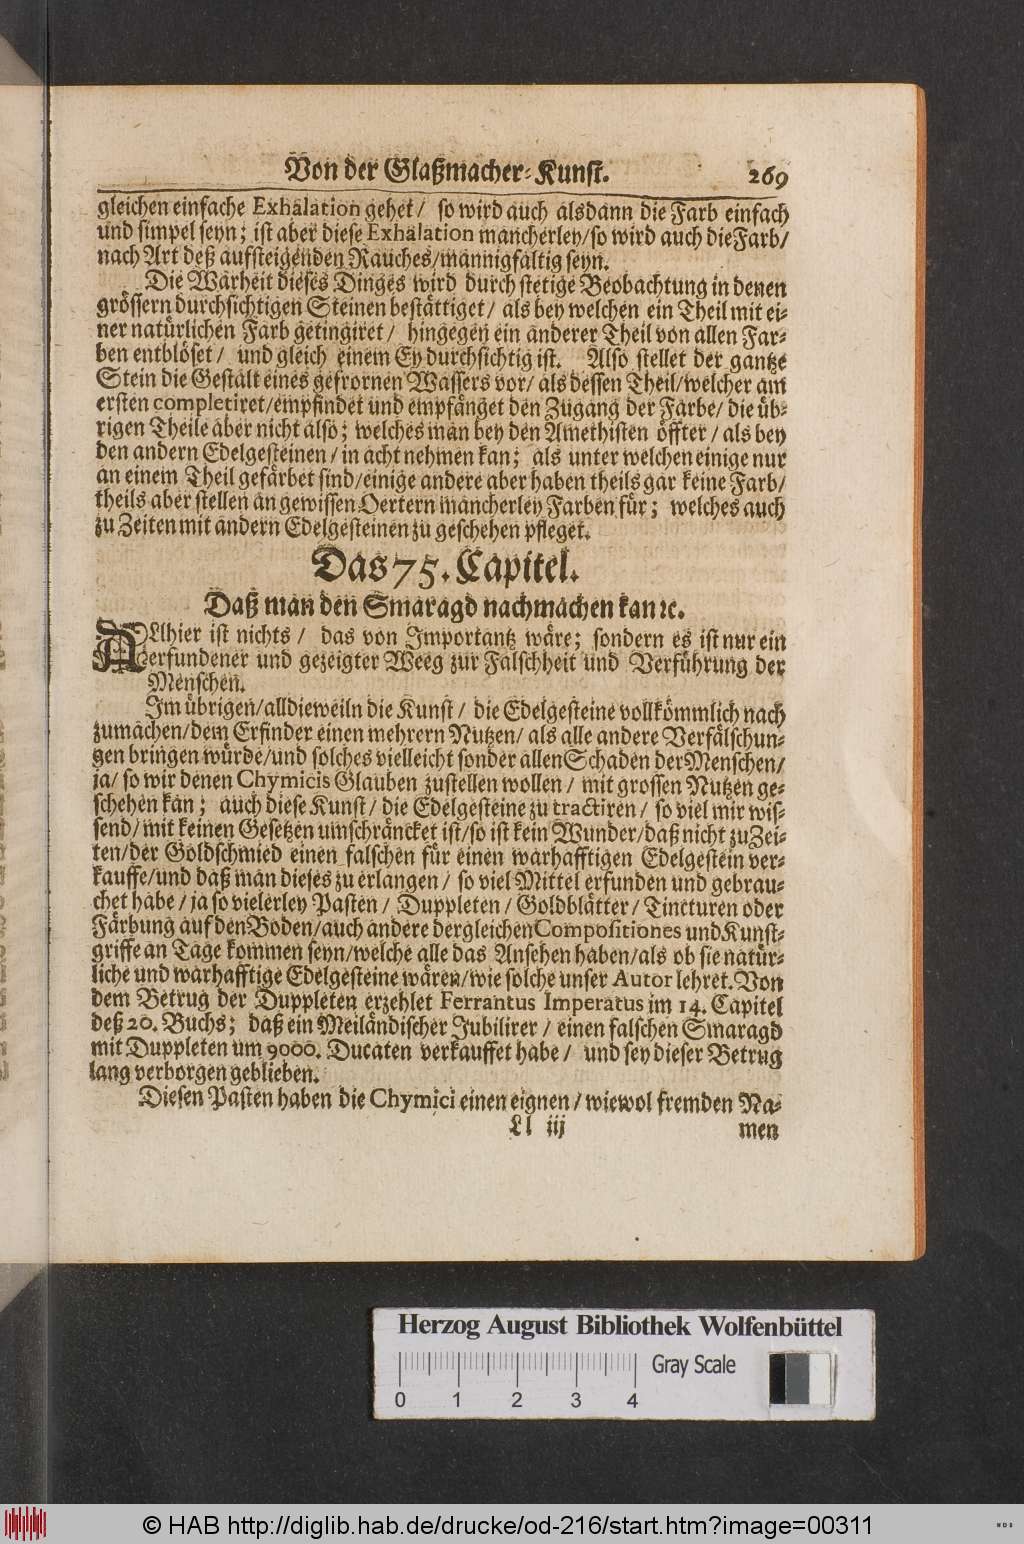 Von der Glaßmacher-Kunst. 269
gleichen einfache Exhalation gehet/ so wird auch alsdann die Farb einfach
und simpel seyn; ist aber diese Exhalation mancherley/so wird auch die Farb/
nach Art deß aufsteigenden Rauches/mannigfältig seyn.
Die Warheit dieses Dinges wird durch stetige Beobachtung in denen
grössern durchsichtigen Steinen bestättiget/ als bey welchen ein Theil mit ei-
ner natürlichen Farb getingiret/ hingegen ein anderer Theil von allen Far-
ben entblöset/ und gleich einem Ey durchsichtig ist. Also stellet der gantze
Stein die Gestalt eines gefrornen Wassers vor/ als dessen Theil/welcher am
ersten completiret/empfindet und empfänget den Zugang der Farbe/ die üb-
rigen Theile aber nicht also; welches man bey den Amethisten öffter/ als bey
den andern Edelgesteinen/ in acht nehmen kan; als unter welchen einige nur
an einem Theil gefärbet sind/einige andere aber haben theils gar keine Farb/
theils aber stellen an gewissen Oertern mancherley Farben für; welches auch
zu Zeiten mit andern Edelgesteinen zu geschehen pfleget.
Das 75. Capitel.
Daß man den Smaragd nachmachen kan ꝛc.
ALlhier ist nichts/ das von Importantz wäre; sondern es ist nur ein
erfundener und gezeigter Weeg zur Falschheit und Verführung der
Menschen.
Im übrigen/alldieweiln die Kunst/ die Edelgesteine vollkömmlich nach
zumachen/dem Erfinder einen mehrern Nutzen/ als alle andere Verfälschun-
gen bringen würde/und solches vielleicht sonder allen Schaden der Menschen/
ja/ so wir denen Chymicis Glauben zustellen wollen/ mit grossen Nutzen ge-
schehen kan; auch diese Kunst/ die Edelgesteine zu tractiren/ so viel mir wis-
send/mit keinen Gesetzen umschräncket ist/so ist kein Wunder/daß nicht zu Zei-
ten/der Goldschmied einen falschen für einen warhafftigen Edelgestein ver-
kauffe/und daß man dieses zu erlangen/ so viel Mittel erfunden und gebrau-
chet habe/ ja so vielerley Pasten/ Duppleten/ Goldblätter/ Tincturen oder
Färbung auf den Boden/auch andere dergleichen Compositiones und Kunst-
griffe an Tage kommen seyn/welche alle das Ansehen haben/als ob sie natür-
liche und warhafftige Edelgesteine wären/wie solche unser Autor lehret. Von
dem Betrug der Duppleten erzehlet Ferrantus Imperatus im 14. Capitel
deß 20. Buchs; daß ein Meiländischer Jubilirer/ einen falschen Smaragd
mit Duppleten um 9000. Ducaten verkauffet habe/ und sey dieser Betrug
lang verborgen geblieben.
Diesen Pasten haben die Chymici einen eignen/ wiewol fremden Na-
Ll iij men
Herzog August Bibliothek Wolfenbüttel
Gray Scale
0 1 2 3 4
© HAB http://diglib.hab.de/drucke/od-216/start.htm?image=00311